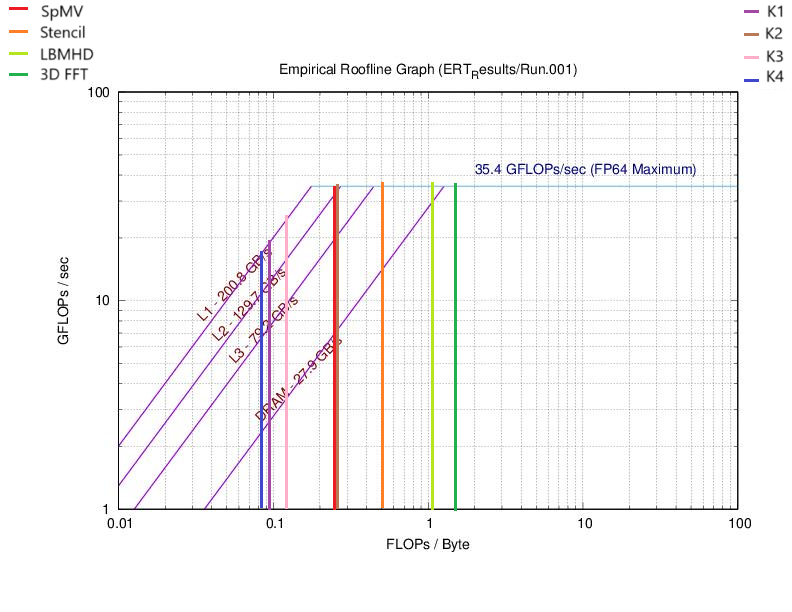 SpMV
Stencil
LBMHD
3D FFT
K1
K2
K3
K4
Empirical Roofline Graph (ERT_Results/Run.001)
100
10
1
GFLOPs / sec
35.4 GFLOPs/sec (FP64 Maximum)
L1 - 200.8 GB/s
L2 - 129.7 GB/s
L3 - 79.2 GB/s
DRAM - 27.9 GB/s
0.01
0.1
1
10
100
FLOPs / Byte